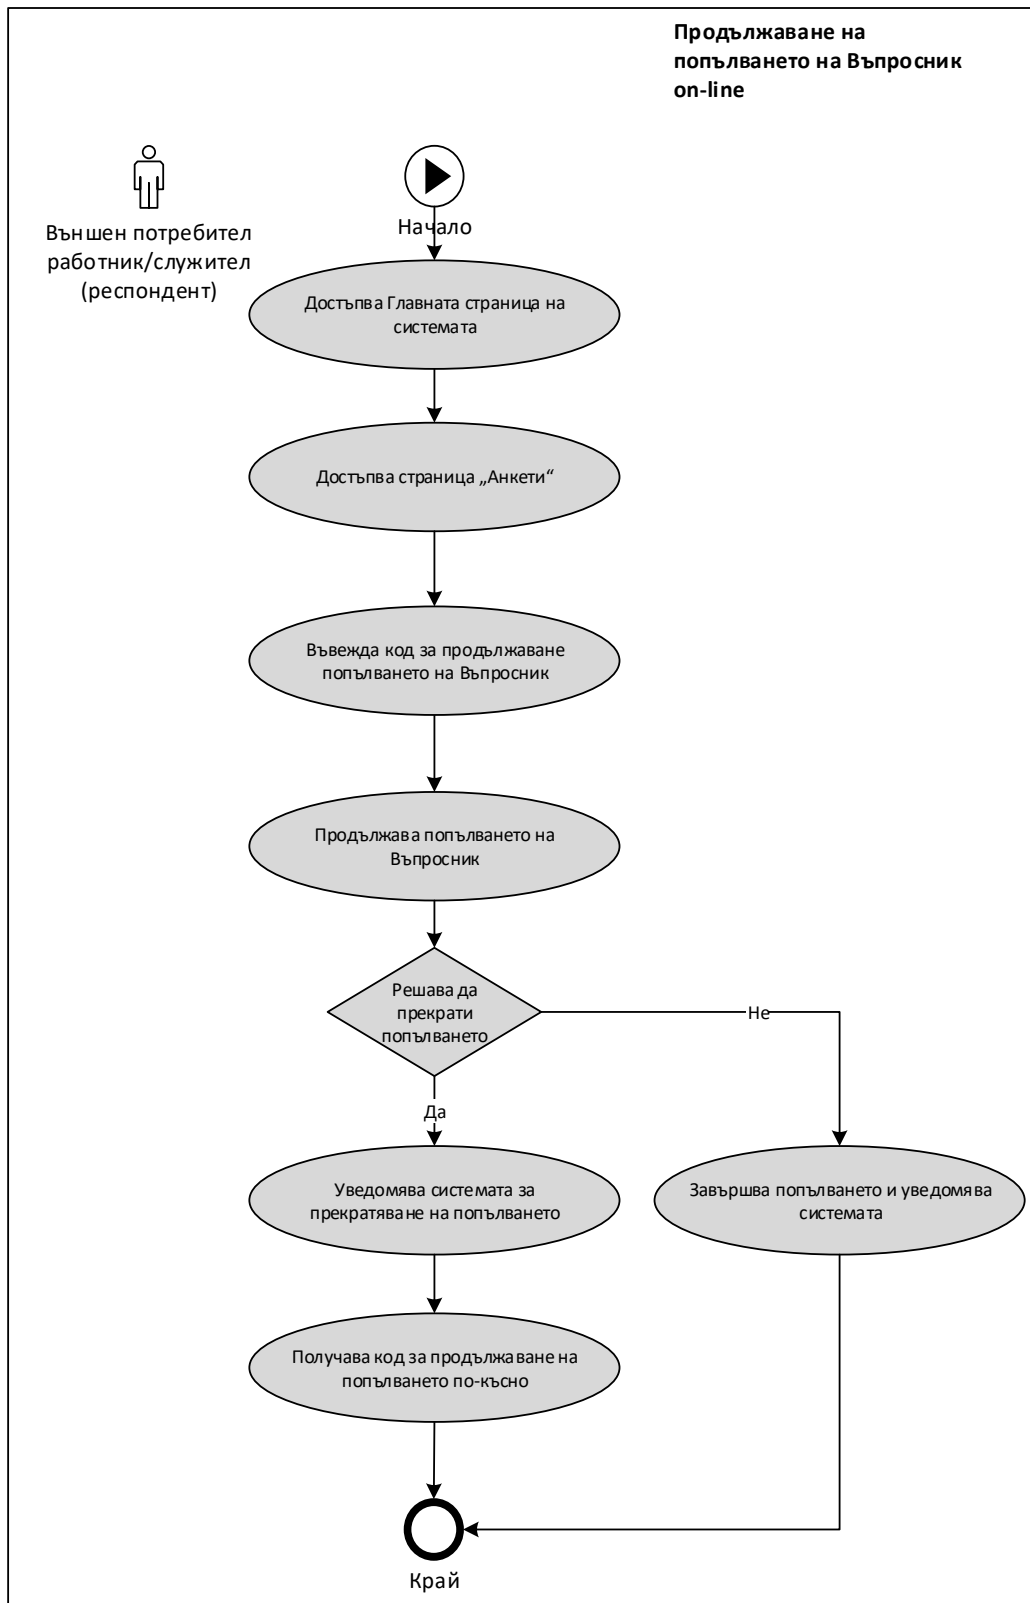 Продължаване на
попълването на Въпросник
on-line
Външен потребител
работник/служител
(респондент)
Начало
Достъпва Главната страница на
системата
Достъпва страница „Анкети“
Въвежда код за продължаване
попълването на Въпросник
Продължава попълването на
Въпросник
Решава да
прекрати
попълването
Не
Да
Уведомява системата за
прекратяване на попълването
Завършва попълването и уведомява
системата
Получава код за продължаване на
попълването по-късно
Край